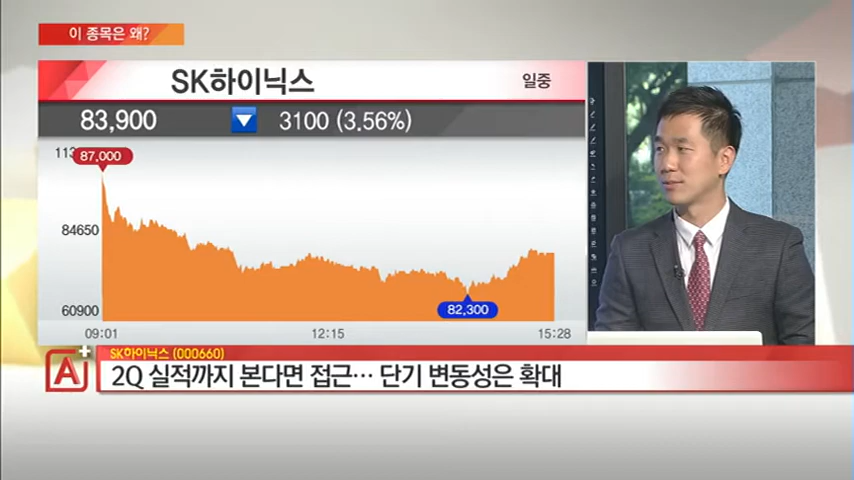 이 종목은 왜?
SK하이닉스
일중
83,900 ▼ 3100 (3.56%)
87,000
84650
60900
82,300
09:01 12:15 15:28
A+
SK하이닉스 (000660)
2Q 실적까지 본다면 접근… 단기 변동성은 확대